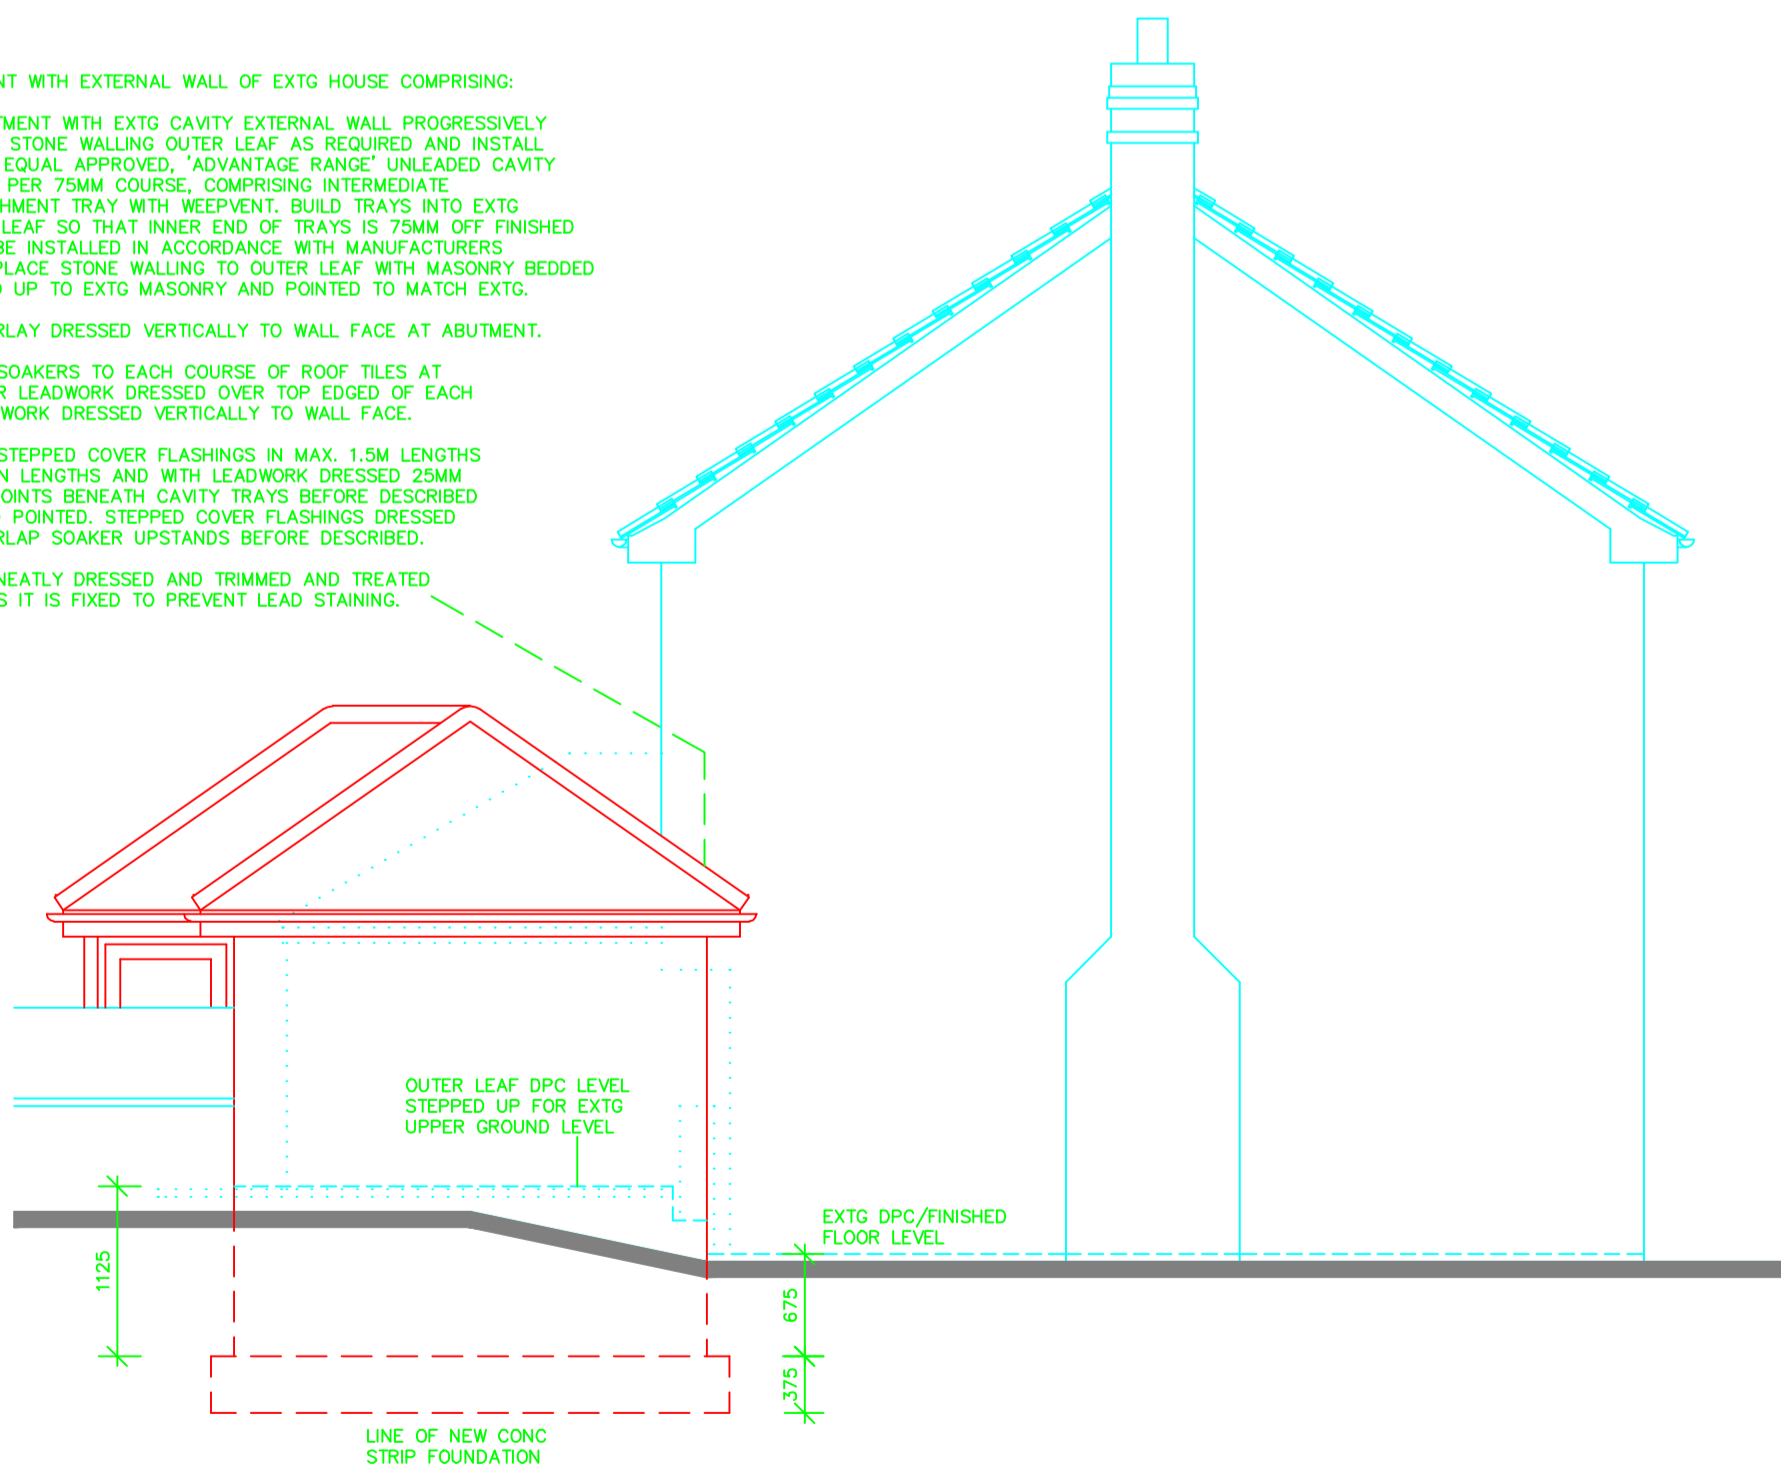 WITH EXTERNAL WALL OF EXTG HOUSE COMPRISING:
WITH EXTG CAVITY EXTERNAL WALL PROGRESSIVELY
STONE WALLING OUTER LEAF AS REQUIRED AND INSTALL
EQUAL APPROVED, 'ADVANTAGE RANGE' UNLEADED CAVITY
PER 75MM COURSE, COMPRISING INTERMEDIATE
TRAY WITH WEEPVENT. BUILD TRAYS INTO EXTG
LEAF SO THAT INNER END OF TRAYS IS 75MM OFF FINISHED
BE INSTALLED IN ACCORDANCE WITH MANUFACTURERS
STONE WALLING TO OUTER LEAF WITH MASONRY BEDDED
UP TO EXTG MASONRY AND POINTED TO MATCH EXTG.
DRESSED VERTICALLY TO WALL FACE AT ABUTMENT.
SOAKERS TO EACH COURSE OF ROOF TILES AT
LEADWORK DRESSED OVER TOP EDGED OF EACH
DRESSED VERTICALLY TO WALL FACE.
STEPPED COVER FLASHINGS IN MAX. 1.5M LENGTHS
LENGTHS AND WITH LEADWORK DRESSED 25MM
BENEATH CAVITY TRAYS BEFORE DESCRIBED
POINTED. STEPPED COVER FLASHINGS DRESSED
SOAKER UPSTANDS BEFORE DESCRIBED.
NEATLY DRESSED AND TRIMMED AND TREATED
IT IS FIXED TO PREVENT LEAD STAINING.
OUTER LEAF DPC LEVEL
STEPPED UP FOR EXTG
UPPER GROUND LEVEL
EXTG DPC/FINISHED
FLOOR LEVEL
1125
675
375
LINE OF NEW CONC
STRIP FOUNDATION